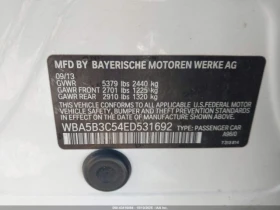 MFD BY BAYERISCHE MOTOREN WERKE AG
09/13
GVWR 5379 lbs 2440 kg
GAWR FRONT 2701 lbs 1225 kg
GAWR REAR 2910 lbs 1320 kg
THIS VEHICLE CONFORMS TO ALL APPLICABLE
FEDERAL MOTOR VEHICLE SAFETY, BUMPER, AND
THEFT PREVENTION STANDARDS IN EFFECT ON THE
DATE OF MANUFACTURE SHOWN ABOVE.
WBA5B3C54ED531692
TYPE: PASSENGER CAR
A96/0